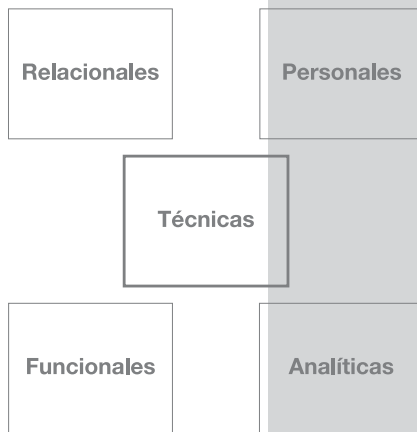 Relacionales
Personales
Técnicas
Funcionales
Analíticas